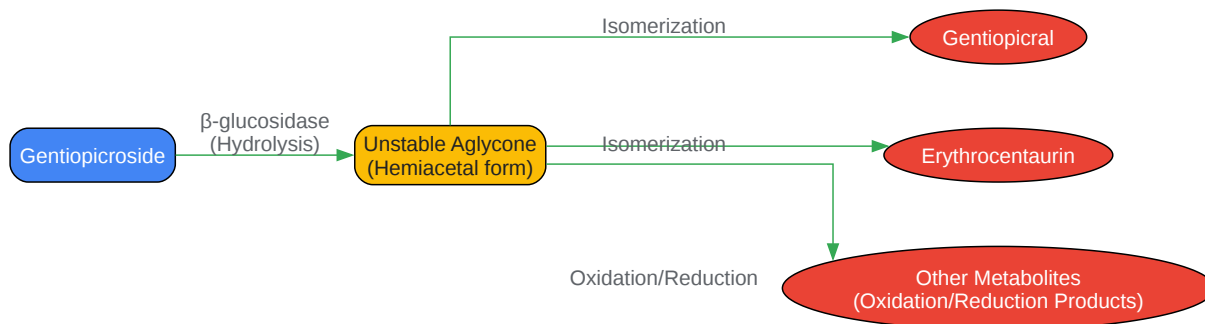 Isomerization
Gentiopicral
β-glucosidase
(Hydrolysis)
Gentiopicroside
Unstable Aglycone
(Hemiacetal form)
Isomerization
Erythrocentaurin
Oxidation/Reduction
Other Metabolites
(Oxidation/Reduction Products)